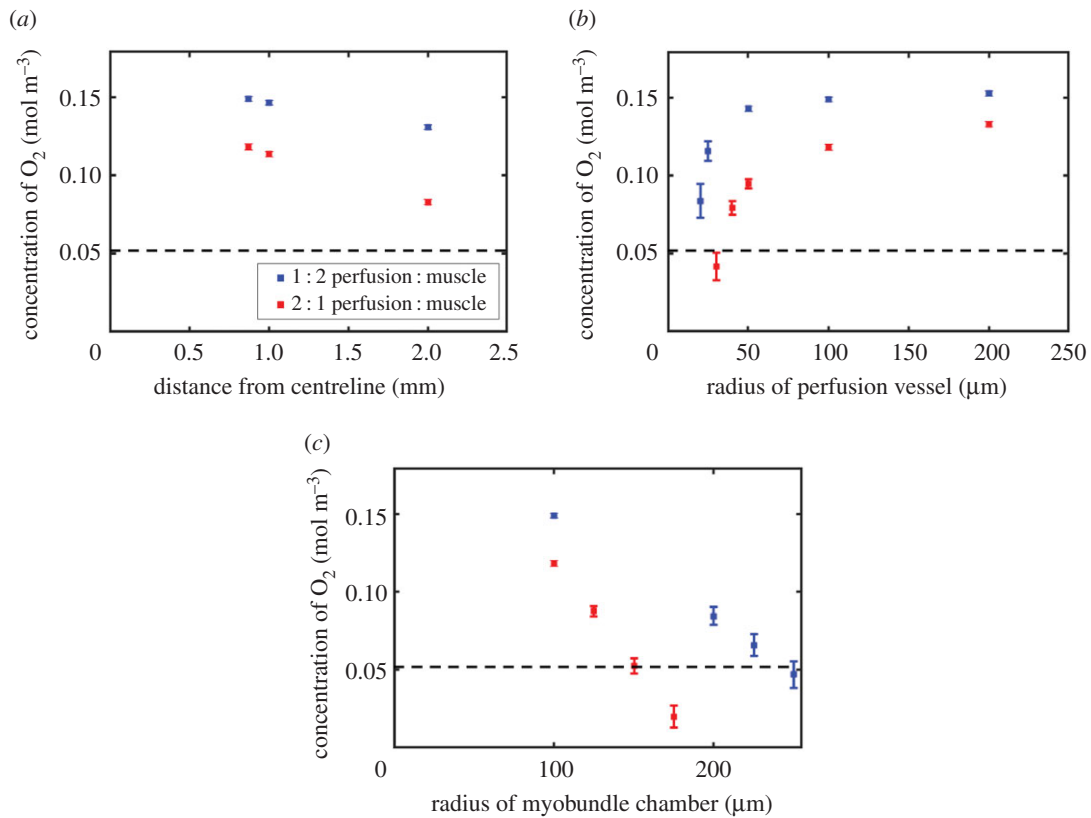 (a)
concentration of O2 (mol m–3)
0.15
0.10
0.05
0
0.5
1.0
1.5
2.0
2.5
distance from centreline (mm)
1 : 2 perfusion : muscle
2 : 1 perfusion : muscle
(b)
concentration of O2 (mol m–3)
0.15
0.10
0.05
0
50
100
150
200
250
radius of perfusion vessel (µm)
(c)
concentration of O2 (mol m–3)
0.15
0.10
0.05
0
100
200
radius of myobundle chamber (µm)